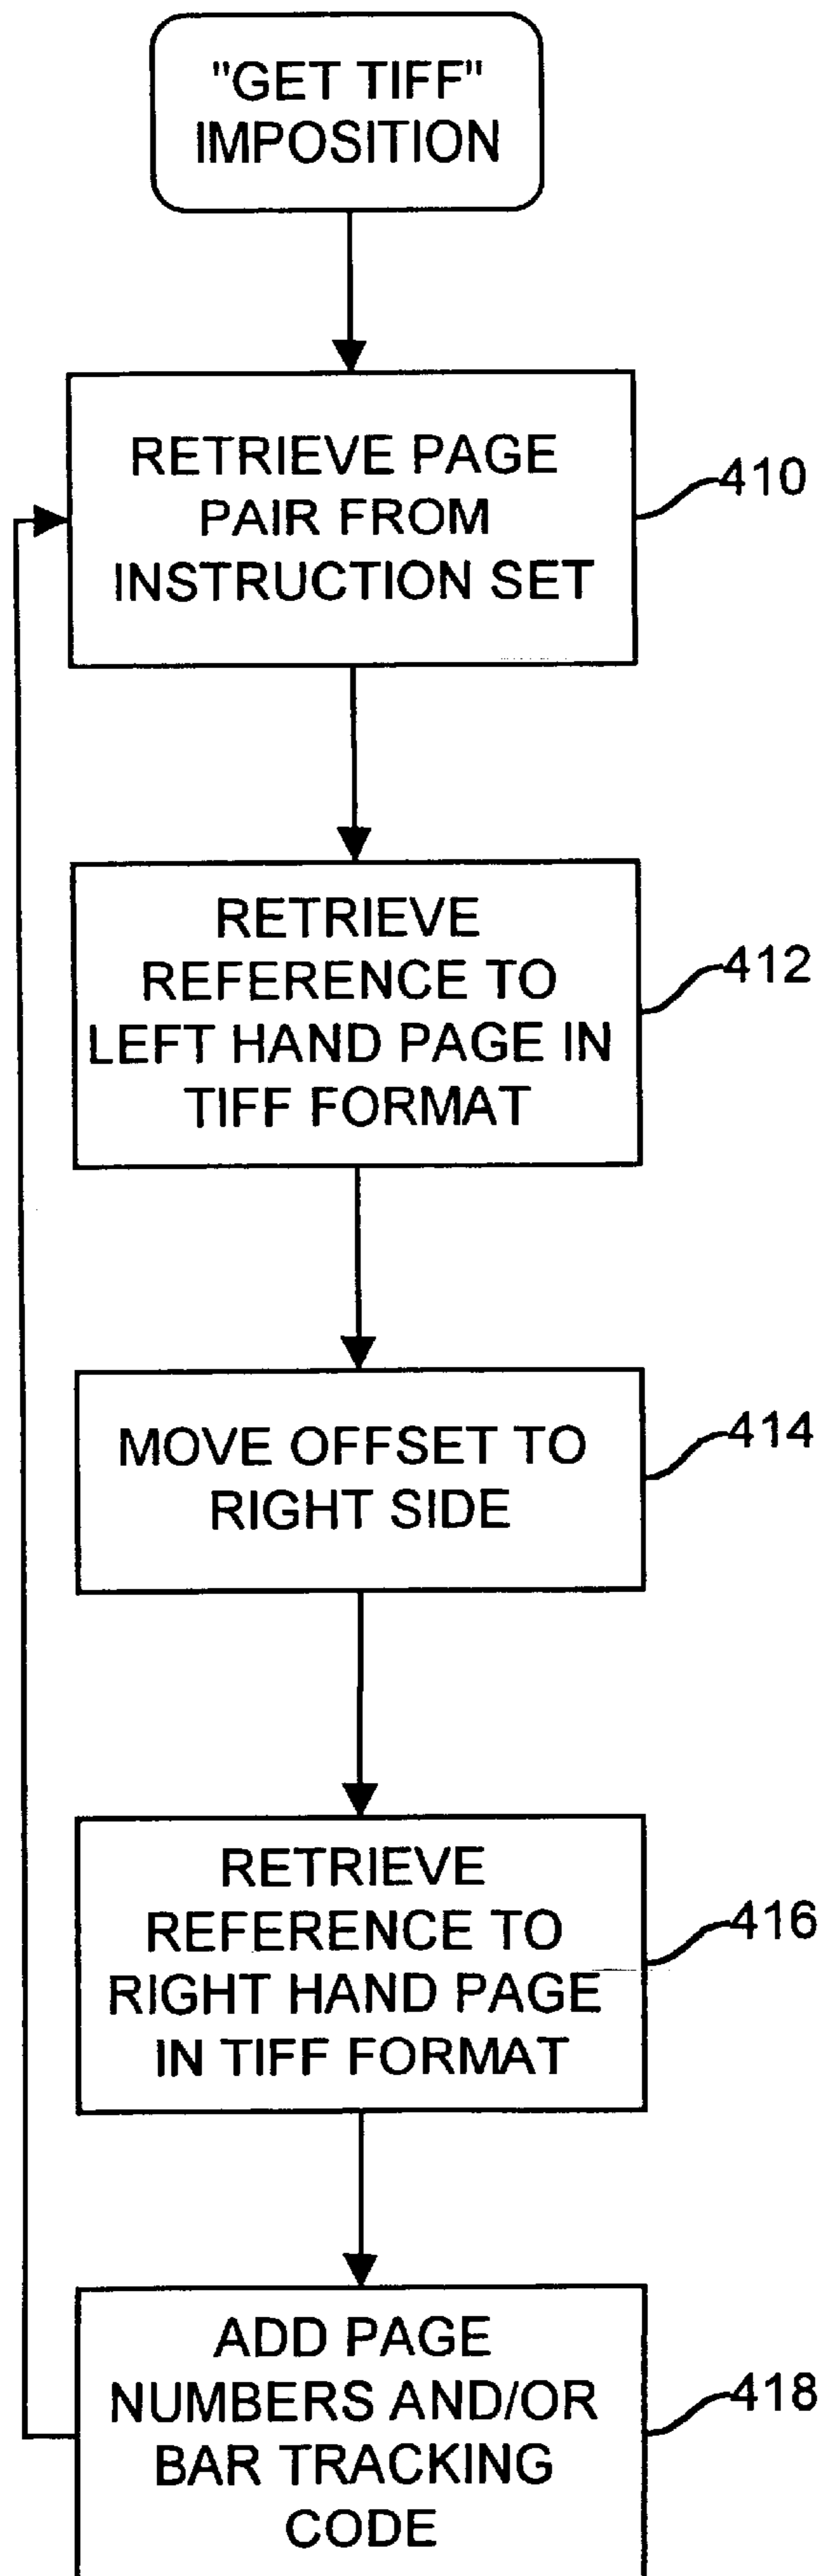 "GET TIFF"
IMPOSITION
RETRIEVE PAGE
PAIR FROM
INSTRUCTION SET
410
RETRIEVE
REFERENCE TO
LEFT HAND PAGE IN
TIFF FORMAT
412
MOVE OFFSET TO
RIGHT SIDE
414
RETRIEVE
REFERENCE TO
RIGHT HAND PAGE
IN TIFF FORMAT
416
ADD PAGE
NUMBERS AND/OR
BAR TRACKING
CODE
418